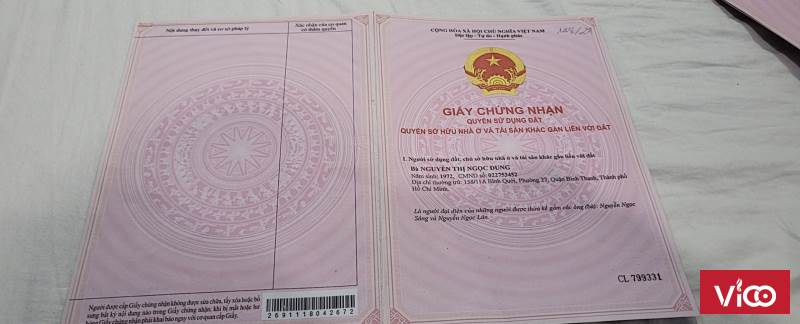 Nội dung thay đổi và cơ sở pháp lý
Xác nhận của cơ quan
có thẩm quyền
Người được cấp Giấy chứng nhận không được sửa chữa, tẩy xóa hoặc bổ
sung bất kỳ nội dung nào trong Giấy chứng nhận; khi bị mất hoặc hư
hỏng Giấy chứng nhận phải khai báo ngay với cơ quan cấp Giấy.
2691118042672
CỘNG HÒA XÃ HỘI CHỦ NGHĨA VIỆT NAM
Độc lập - Tự do - Hạnh phúc
GIẤY CHỨNG NHẬN
QUYỀN SỬ DỤNG ĐẤT
QUYỀN SỞ HỮU NHÀ Ở VÀ TÀI SẢN KHÁC GẮN LIỀN VỚI ĐẤT
I. Người sử dụng đất, chủ sở hữu nhà ở và tài sản khác gắn liền với đất
Bà NGUYỄN THỊ NGỌC DUNG
Năm sinh: 1972, CMND số: 022753452
Địa chỉ thường trú: 158/11A Bình Quới, Phường 27, Quận Bình Thạnh, Thành phố
Hồ Chí Minh.
Là người đại diện của những người được thừa kế gồm các ông (bà): Nguyễn Ngọc
Sáng và Nguyễn Ngọc Lân.
CL 799331
ViCO